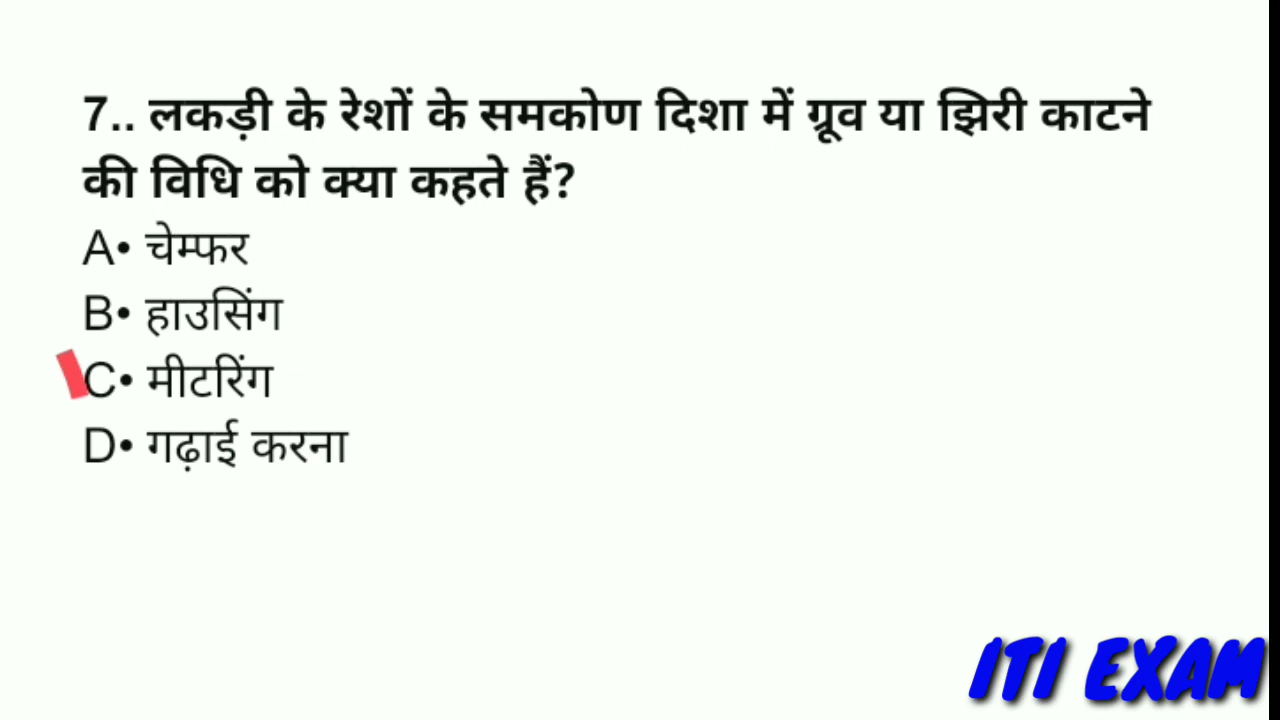 7.. लकड़ी के रेशों के समकोण दिशा में ग्रूव या झिरी काटने
की विधि को क्या कहते हैं?
A• चेम्फर
B• हाउसिंग
C• मीटरिंग
D• गढ़ाई करना
ITI EXAM